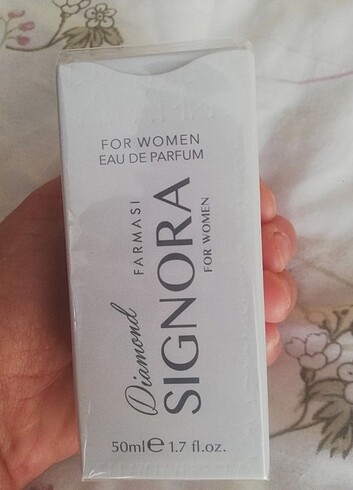 FOR WOMEN
EAU DE PARFUM
Diamond
FARMASI
SIGNORA
FOR WOMEN
50ml e 1.7 fl.oz.